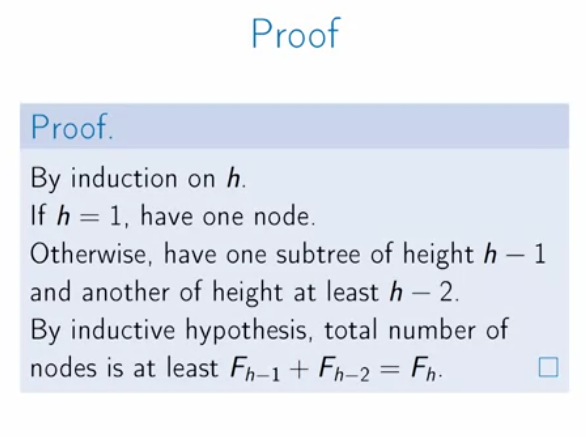 Proof
Proof.
By induction on h.
If h = 1, have one node.
Otherwise, have one subtree of height h − 1
and another of height at least h − 2.
By inductive hypothesis, total number of
nodes is at least F_{h−1} + F_{h−2} = F_h. □